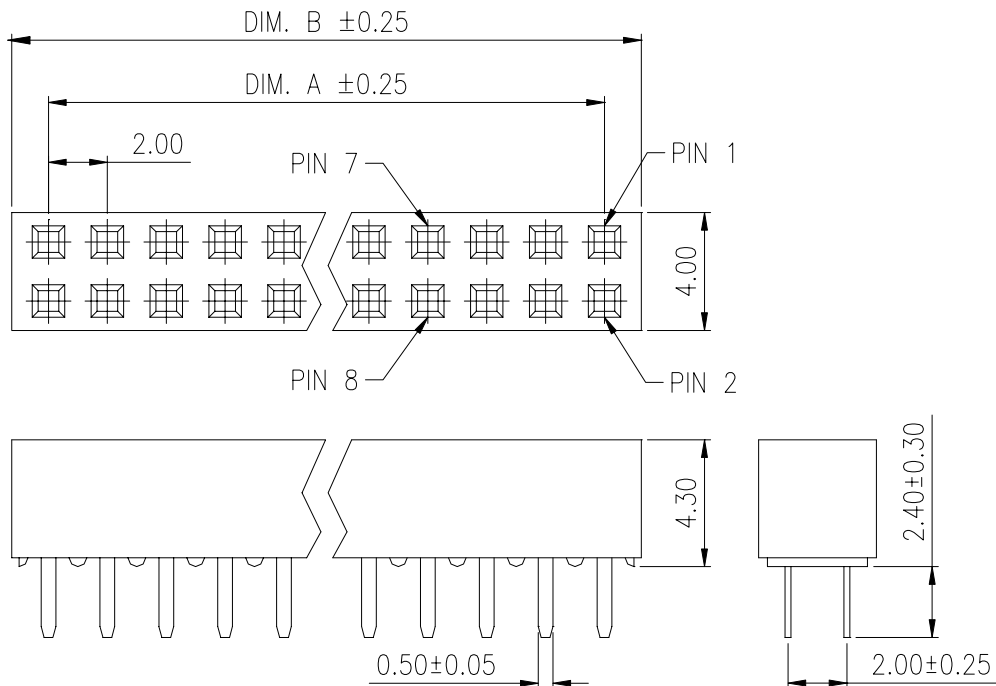 DIM. B ±0.25
DIM. A ±0.25
2.00
PIN 7
PIN 1
4.00
PIN 8
PIN 2
4.30
2.40±0.30
0.50±0.05
2.00±0.25